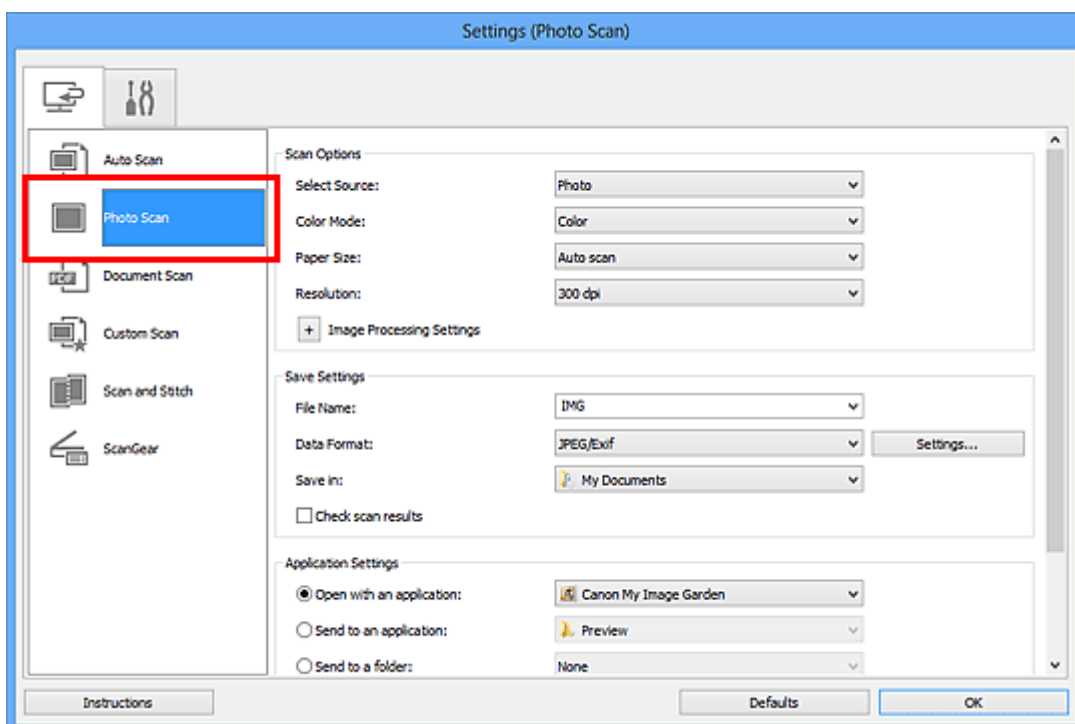 Settings (Photo Scan)
Auto Scan
Photo Scan
Document Scan
Custom Scan
Scan and Stitch
ScanGear
Scan Options
Select Source: Photo
Color Mode: Color
Paper Size: Auto scan
Resolution: 300 dpi
+ Image Processing Settings
Save Settings
File Name: IMG
Data Format: JPEG/Exif Settings...
Save in: My Documents
Check scan results
Application Settings
Open with an application: Canon My Image Garden
Send to an application: Preview
Send to a folder: None
Instructions Defaults OK